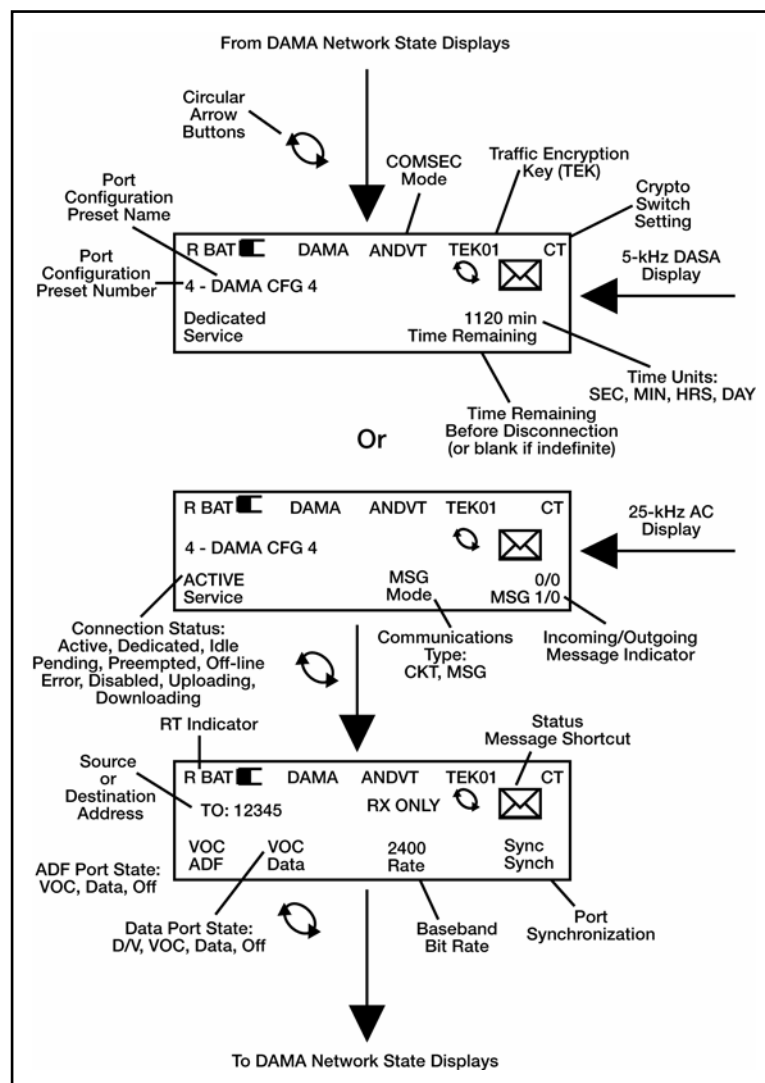 From DAMA Network State Displays
Circular
Arrow
Buttons
COMSEC
Mode
Traffic Encryption
Key (TEK)
Crypto
Switch
Setting
Port
Configuration
Preset Name
Port
Configuration
Preset Number
R BAT DAMA ANDVT TEK01 CT
4 - DAMA CFG 4
Dedicated
Service
1120 min
Time Remaining
5-kHz DASA
Display
Time Units:
SEC, MIN, HRS, DAY
Time Remaining
Before Disconnection
(or blank if indefinite)
Or
R BAT DAMA ANDVT TEK01 CT
4 - DAMA CFG 4
ACTIVE
Service
MSG
Mode
0/0
MSG 1/0
25-kHz AC
Display
Connection Status:
Active, Dedicated, Idle
Pending, Preempted, Off-line
Error, Disabled, Uploading,
Downloading
Communications
Type:
CKT, MSG
Incoming/Outgoing
Message Indicator
RT Indicator
Status
Message Shortcut
Source
or
Destination
Address
R BAT DAMA ANDVT TEK01 CT
TO: 12345 RX ONLY
VOC
ADF
VOC
Data
2400
Rate
Sync
Synch
ADF Port State:
VOC, Data, Off
Data Port State:
D/V, VOC, Data, Off
Baseband
Bit Rate
Port
Synchronization
To DAMA Network State Displays